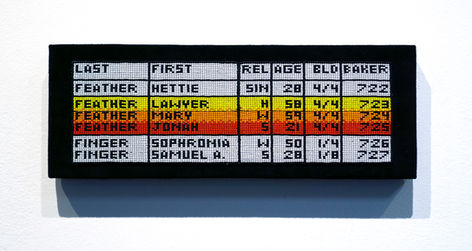 LAST FIRST REL AGE BLD BAKER
FEATHER HETTIE SIN 28 4/4 722
FEATHER LAWYER H 58 4/4 723
FEATHER MARY W 59 4/4 724
FEATHER JONAH S 21 4/4 725
FINGER SOPHRONIA W 50 1/4 726
FINGER SAMUEL A. S 28 1/8 727